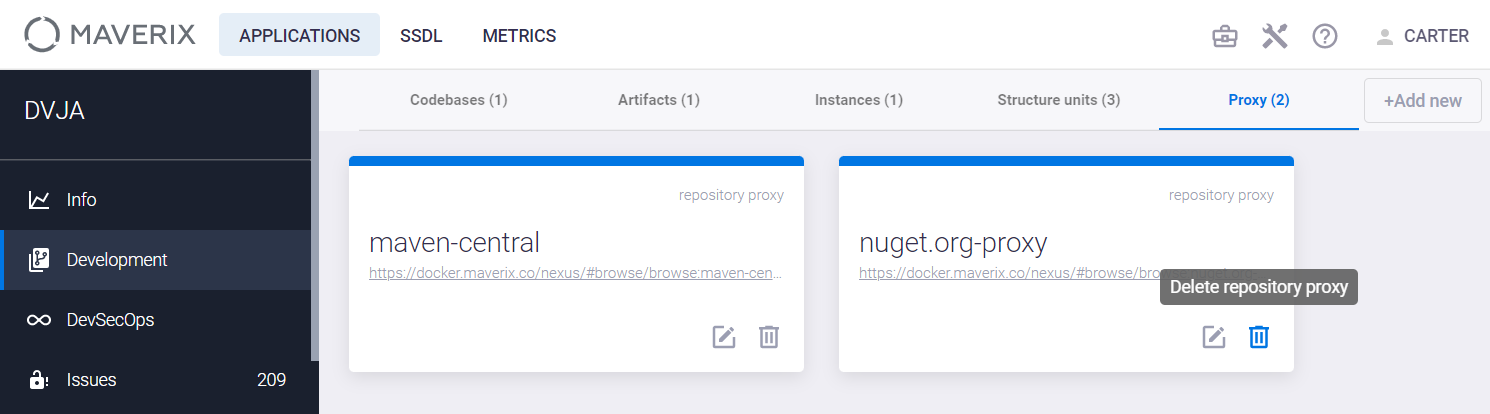 MAVERIX
APPLICATIONS
SSDL
METRICS
CARTER
DVJA
Info
Development
DevSecOps
Issues 209
Codebases (1)
Artifacts (1)
Instances (1)
Structure units (3)
Proxy (2)
+Add new
repository proxy
maven-central
https://docker.maverix.co/nexus/#browse/browse:maven-cen...
repository proxy
nuget.org-proxy
https://docker.maverix.co/nexus/#browse/br
Delete repository proxy